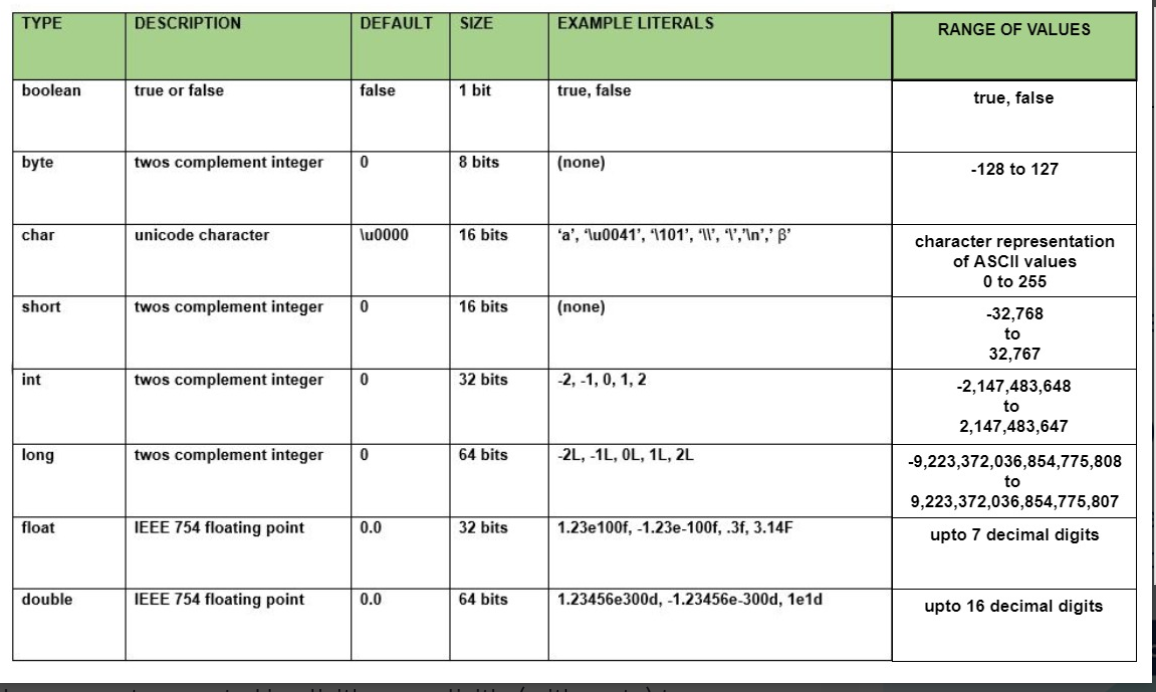 TYPE DESCRIPTION DEFAULT SIZE EXAMPLE LITERALS RANGE OF VALUES
boolean true or false false 1 bit true, false true, false
byte twos complement integer 0 8 bits (none) -128 to 127
char unicode character \u0000 16 bits 'a', '\u0041', '\101', '\\', '\','\n',' β' character representation
of ASCII values
0 to 255
short twos complement integer 0 16 bits (none) -32,768
to
32,767
int twos complement integer 0 32 bits -2, -1, 0, 1, 2 -2,147,483,648
to
2,147,483,647
long twos complement integer 0 64 bits -2L, -1L, 0L, 1L, 2L -9,223,372,036,854,775,808
to
9,223,372,036,854,775,807
float IEEE 754 floating point 0.0 32 bits 1.23e100f, -1.23e-100f, .3f, 3.14F upto 7 decimal digits
double IEEE 754 floating point 0.0 64 bits 1.23456e300d, -1.23456e-300d, 1e1d upto 16 decimal digits